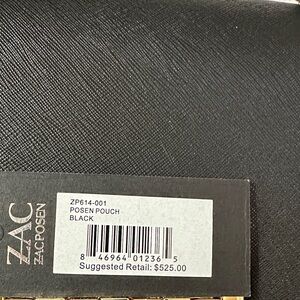 ZAC
ZAC POSEN
ZP614-001
POSEN POUCH
BLACK
8 46964 01236 5
Suggested Retail: $525.00